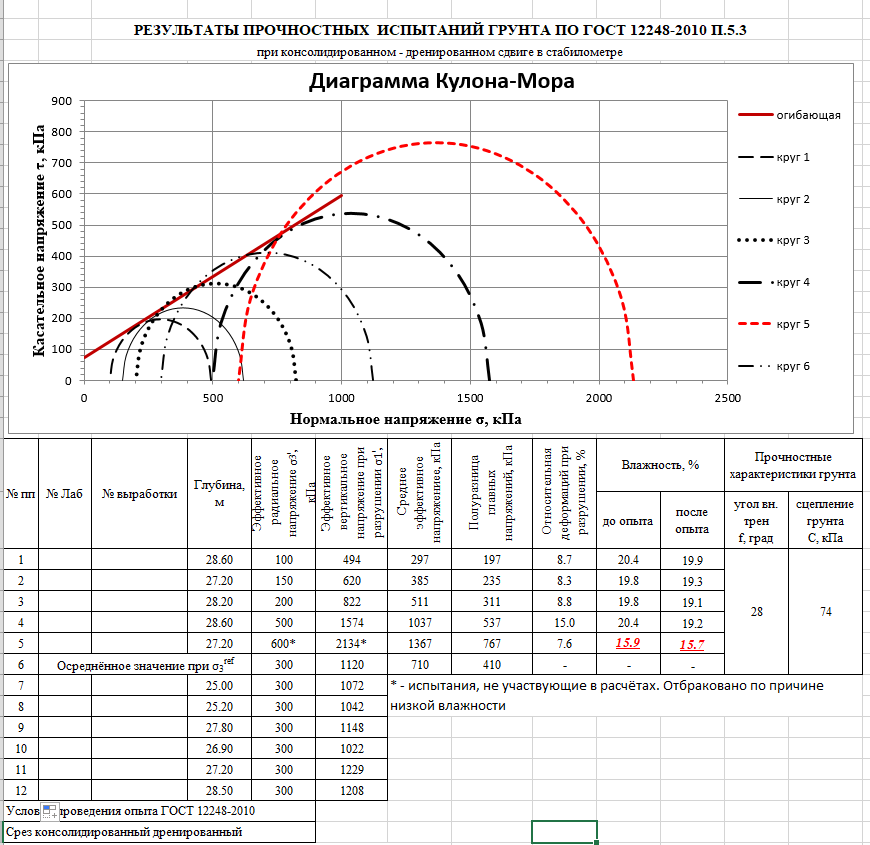 РЕЗУЛЬТАТЫ ПРОЧНОСТНЫХ ИСПЫТАНИЙ ГРУНТА ПО ГОСТ 12248-2010 П.5.3
при консолидированном - дренированном сдвиге в стабилометре
Диаграмма Кулона-Мора
Касательное напряжение τ, кПа
900
800
700
600
500
400
300
200
100
0
0 500 1000 1500 2000 2500
Нормальное напряжение σ, кПа
огибающая
круг 1
круг 2
круг 3
круг 4
круг 5
круг 6
№ пп
№ Лаб
№ выработки
Глубина,
м
Эффективное
радиальное
напряжение σ3',
кПа
Эффективное
вертикальное
напряжение при
разрушении σ1',
Среднее
эффективное
напряжениее, кПа
Полуразница
главных
напряжений, кПа
Относительная
деформаций при
разрушении, %
Влажность, %
до опыта
после
опыта
Прочностные
характеристики грунта
угол вн.
трен
f, град
сцепление
грунта
C, кПа
1 28.60 100 494 297 197 8.7 20.4 19.9
2 27.20 150 620 385 235 8.3 19.8 19.3
3 28.20 200 822 511 311 8.8 19.8 19.1
28 74
4 28.60 500 1574 1037 537 15.0 20.4 19.2
5 27.20 600* 2134* 1367 767 7.6 15.9 15.7
6 Осреднённое значение при σ3ref 300 1120 710 410 - - -
7 25.00 300 1072
8 25.20 300 1042
* - испытания, не участвующие в расчётах. Отбраковано по причине
низкой влажности
9 27.80 300 1148
10 26.90 300 1022
11 27.20 300 1229
12 28.50 300 1208
Услов роведения опыта ГОСТ 12248-2010
Срез консолидированный дренированный